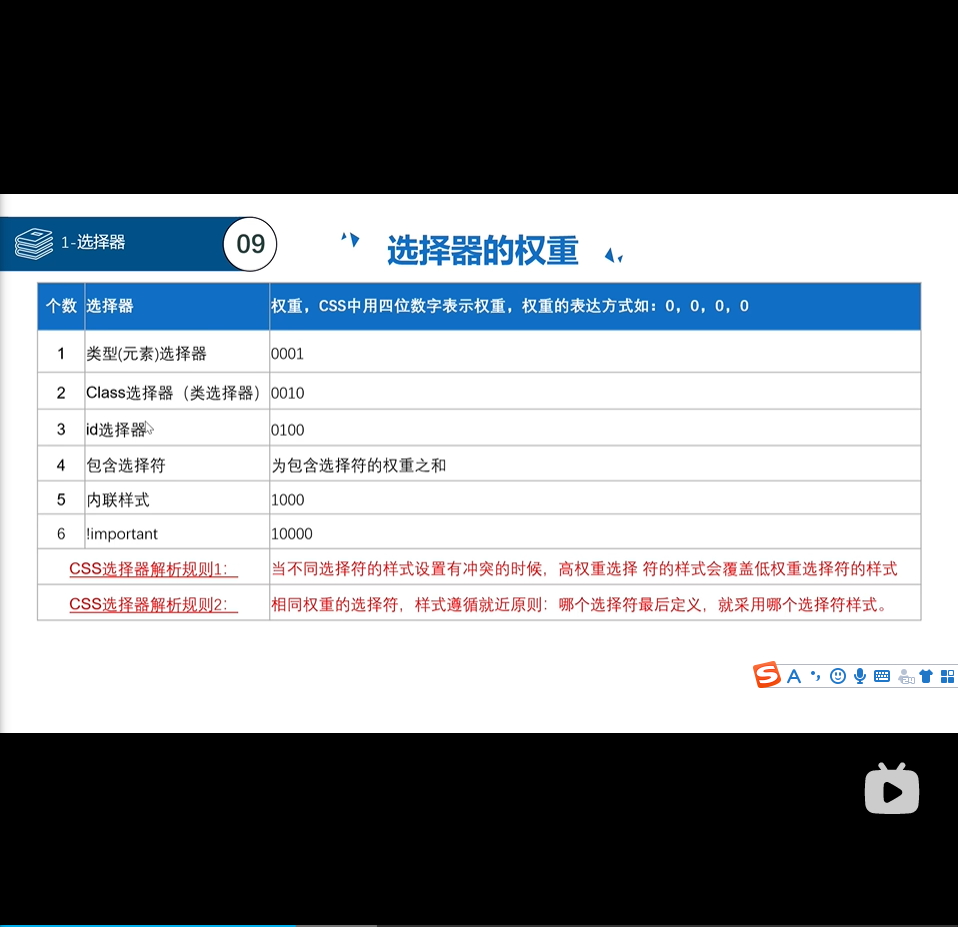 1-选择器
09
选择器的权重
个数 选择器 权重，CSS中用四位数字表示权重，权重的表达方式如：0，0，0，0
1 类型(元素)选择器 0001
2 Class选择器（类选择器） 0010
3 id选择器 0100
4 包含选择符 为包含选择符的权重之和
5 内联样式 1000
6 !important 10000
CSS选择器解析规则1： 当不同选择符的样式设置有冲突的时候，高权重选择 符的样式会覆盖低权重选择符的样式
CSS选择器解析规则2： 相同权重的选择符，样式遵循就近原则：哪个选择符最后定义，就采用哪个选择符样式。